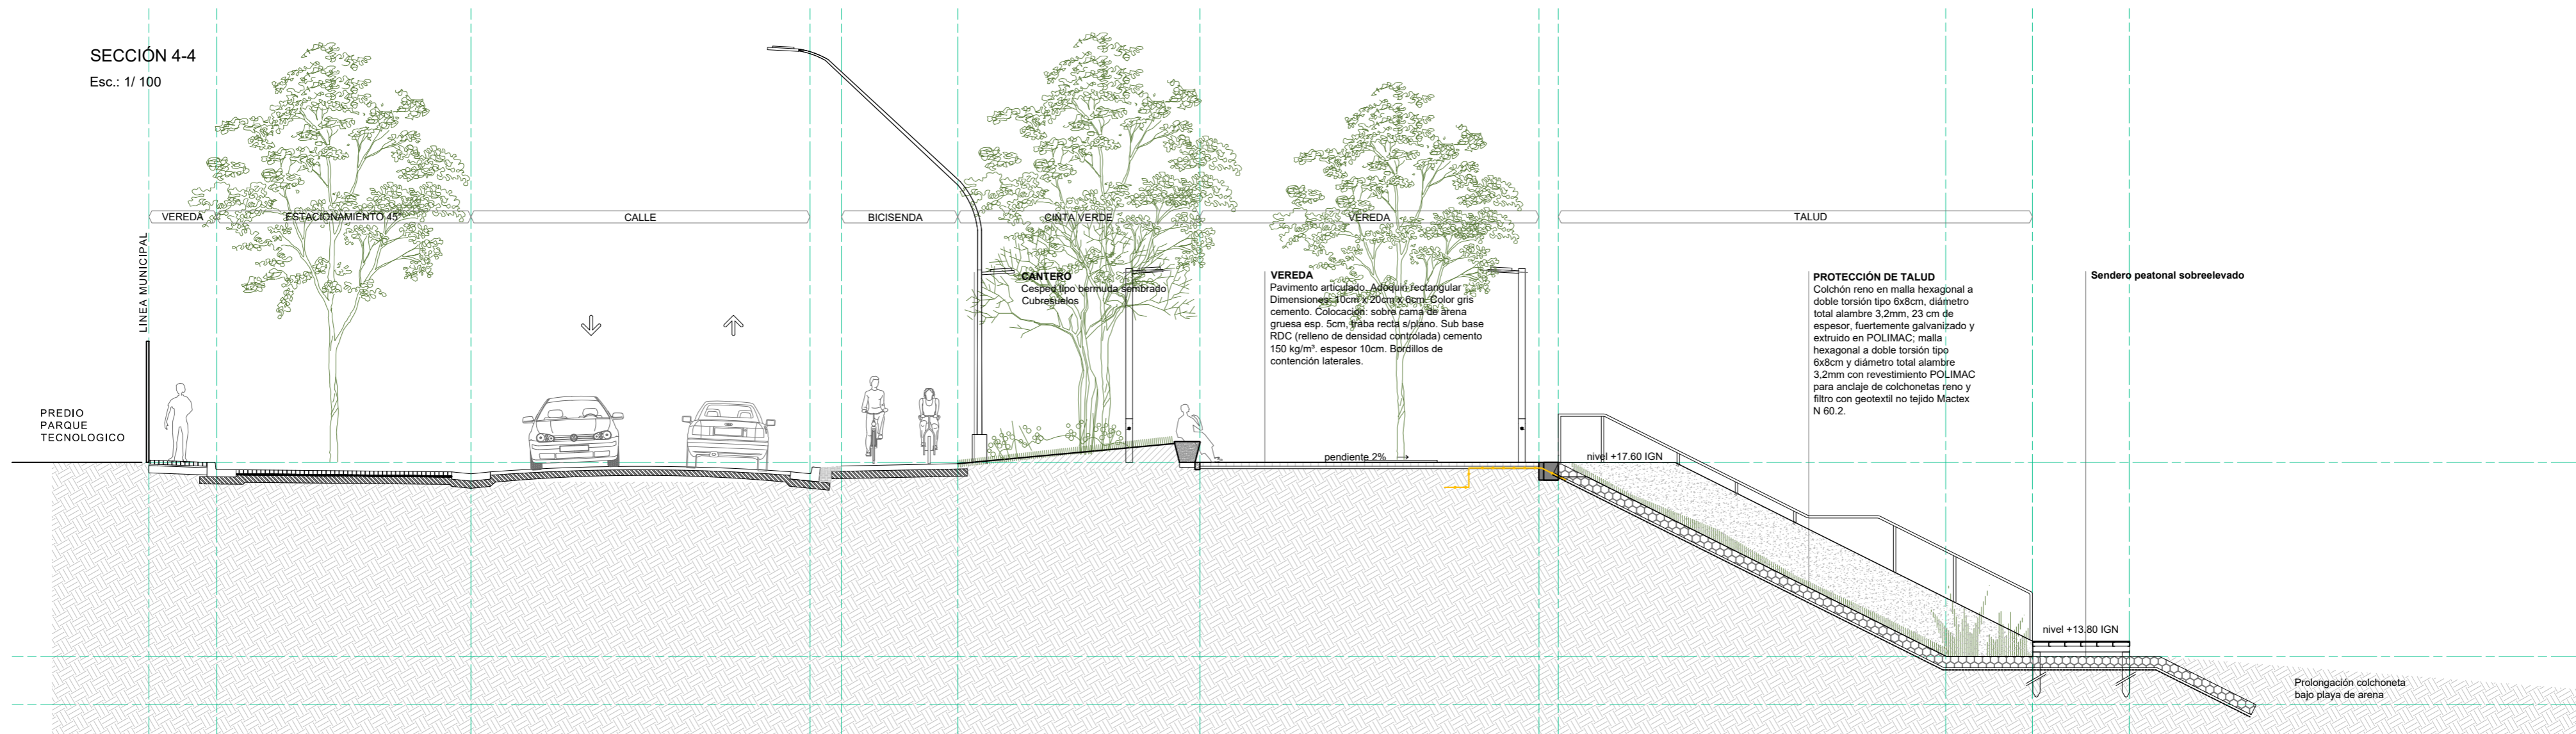 SECCIÓN 4-4
Esc.: 1/ 100
VEREDA
ESTACIONAMIENTO 45°
CALLE
BICISENDA
CINTA VERDE
VEREDA
TALUD
LINEA MUNICIPAL
PREDIO
PARQUE
TECNOLOGICO
CANTERO
Cesped tipo bermuda sembrado
Cubresuelos
VEREDA
Pavimento articulado. Adoquin rectangular
Dimensiones: 10cm x 20cm x 6cm. Color gris
cemento. Colocación: sobre cama de arena
gruesa esp. 5cm, traba recta s/plano. Sub base
RDC (relleno de densidad controlada) cemento
150 kg/m³. espesor 10cm. Bordillos de
contención laterales.
PROTECCIÓN DE TALUD
Colchón reno en malla hexagonal a
doble torsión tipo 6x8cm, diámetro
total alambre 3,2mm, 23 cm de
espesor, fuertemente galvanizado y
extruido en POLIMAC; malla
hexagonal a doble torsión tipo
6x8cm y diámetro total alambre
3,2mm con revestimiento POLIMAC
para anclaje de colchonetas reno y
filtro con geotextil no tejido Mactex
N 60.2.
Sendero peatonal sobreelevado
pendiente 2%
nivel +17.60 IGN
nivel +13.80 IGN
Prolongación colchoneta
bajo playa de arena